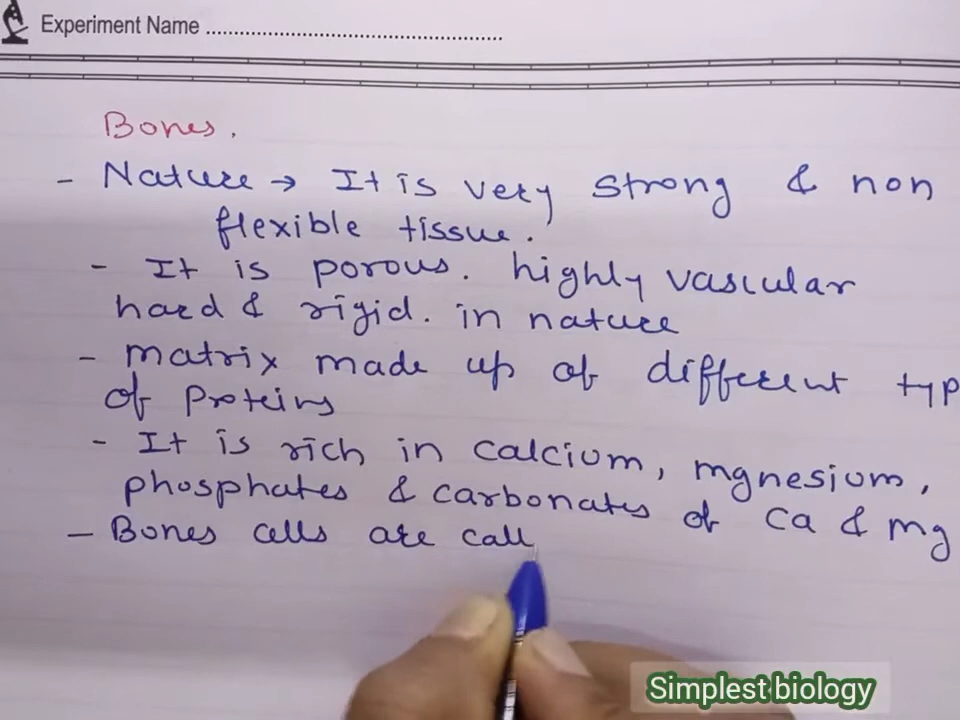 Experiment Name
Bones.
- Nature → It is very strong & non
flexible tissue.
- It is porous. highly vascular
hard & rigid. in nature
- matrix made up of different typ
of Proteins
- It is rich in calcium, mgnesium,
phosphates & carbonates of Ca & mg
- Bones cells are call
Simplest biology